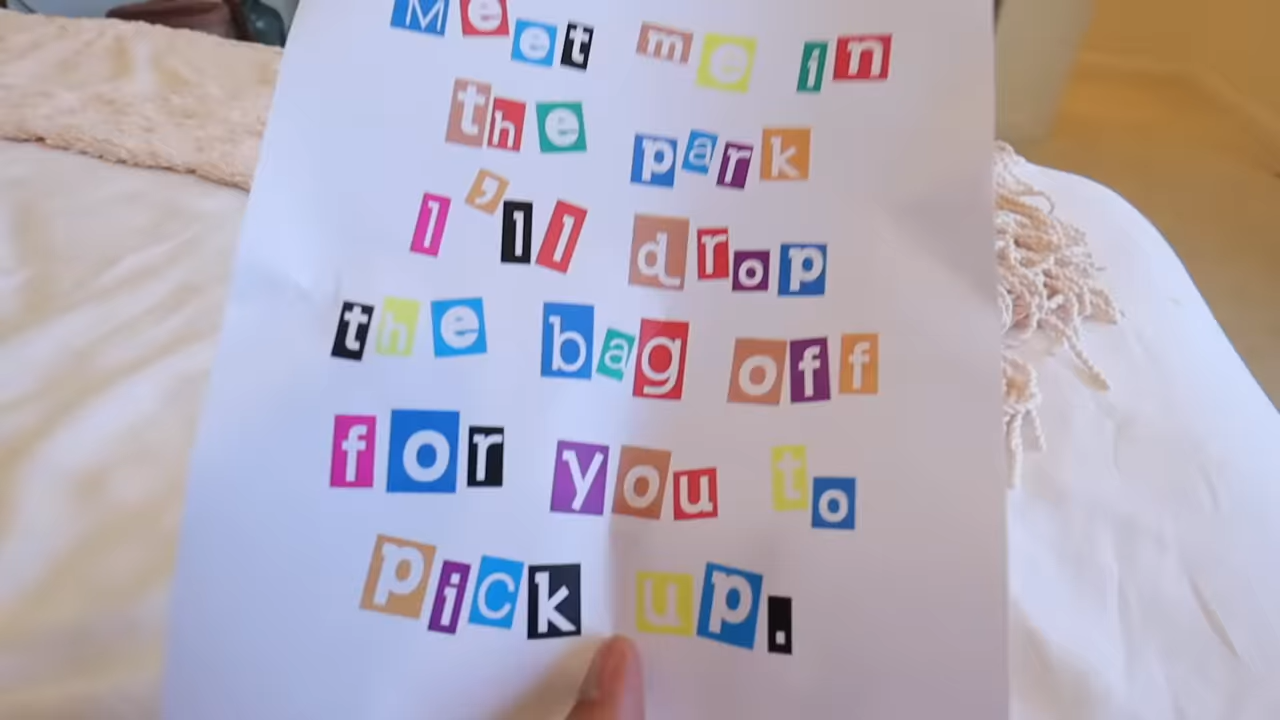 Meet me in
the park
I'll drop
the bag off
for you to
pick up.